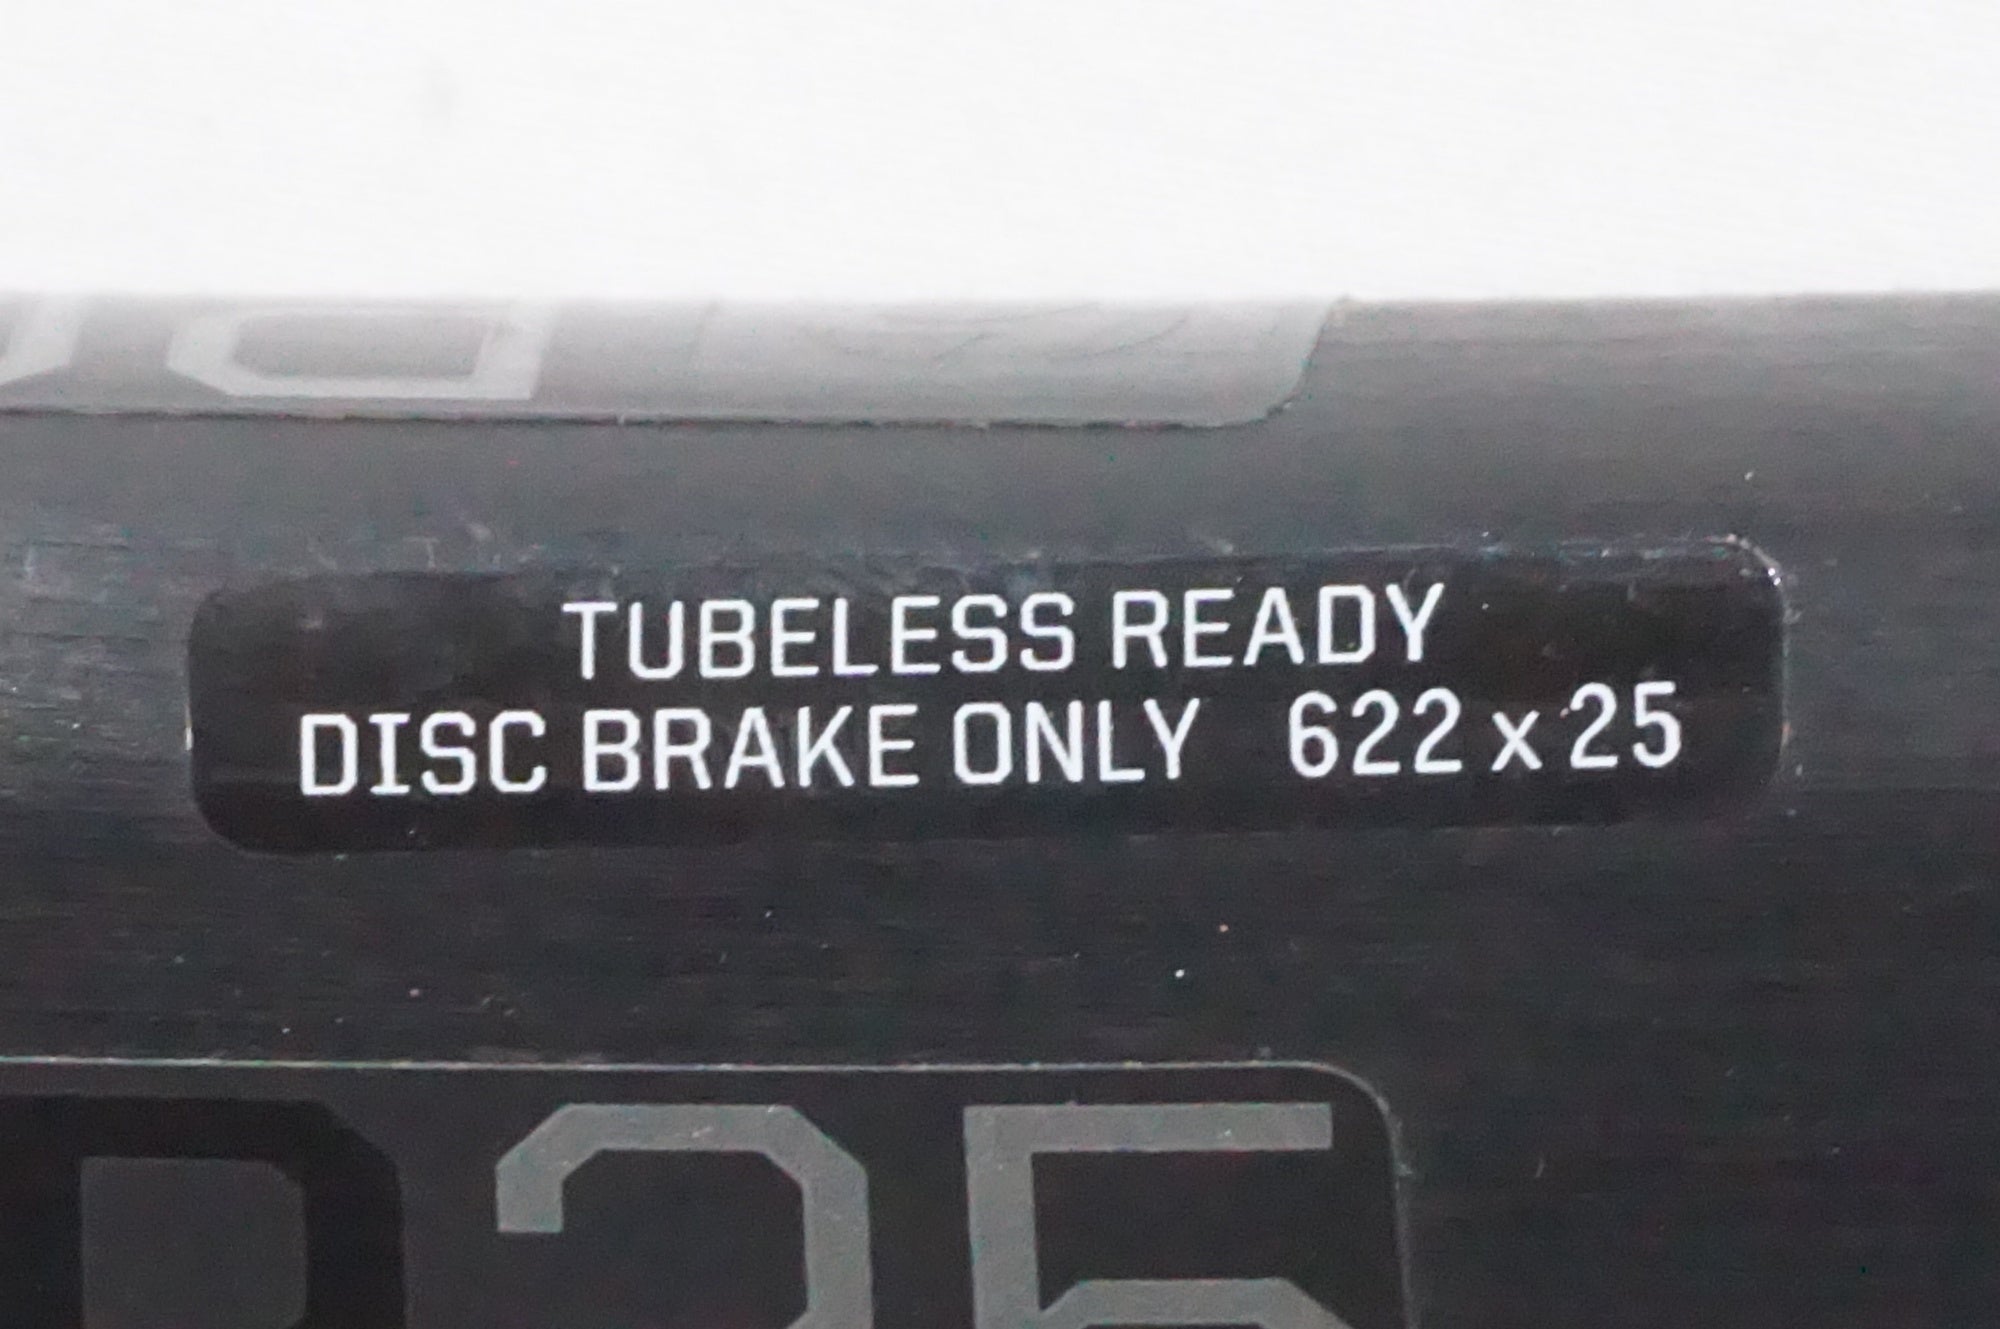 TUBELESS READY
DISC BRAKE ONLY 622 x 25